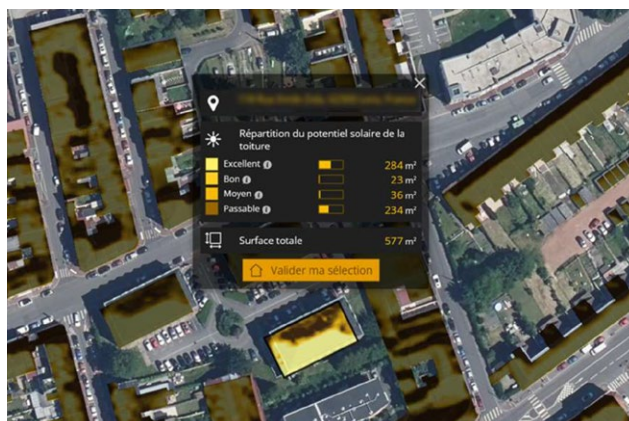 Répartition du potentiel solaire de la
toiture
Excellent 284 m²
Bon 23 m²
Moyen 36 m²
Passable 234 m²
Surface totale 577 m²
Valider ma sélection